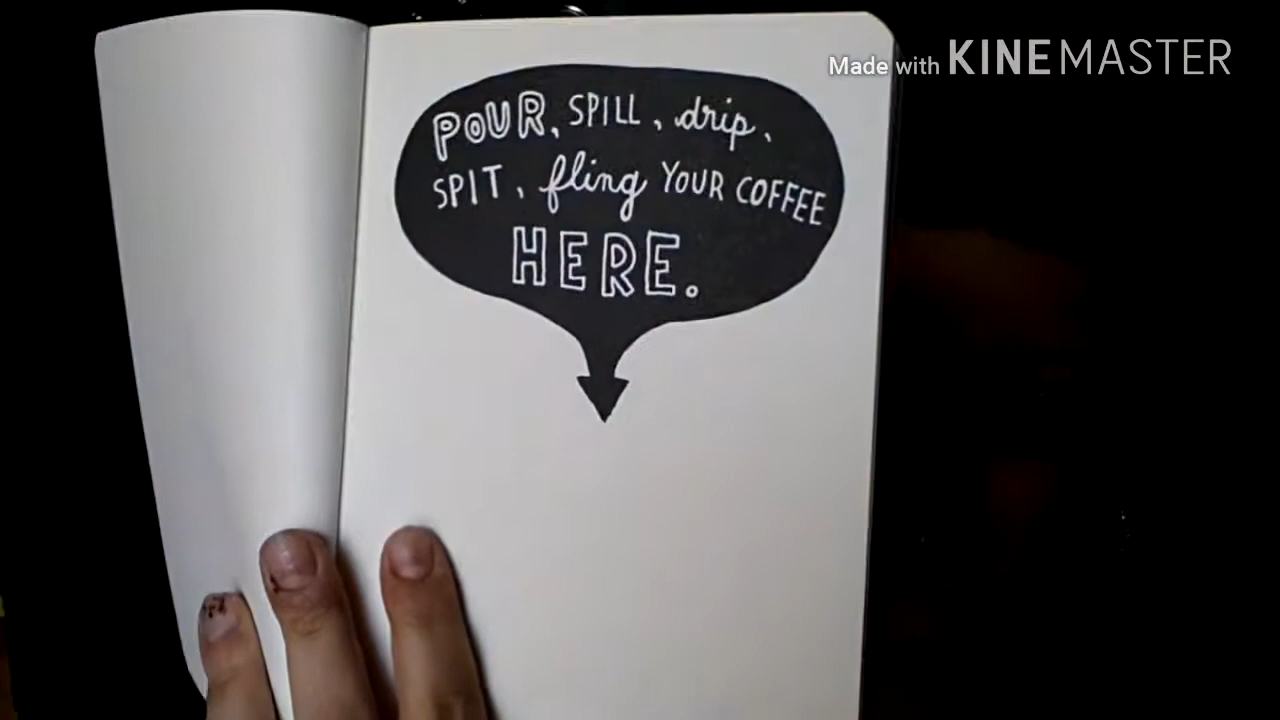 Made with KINEMASTER
POUR, SPILL, drip,
SPIT, fling YOUR COFFEE
HERE.